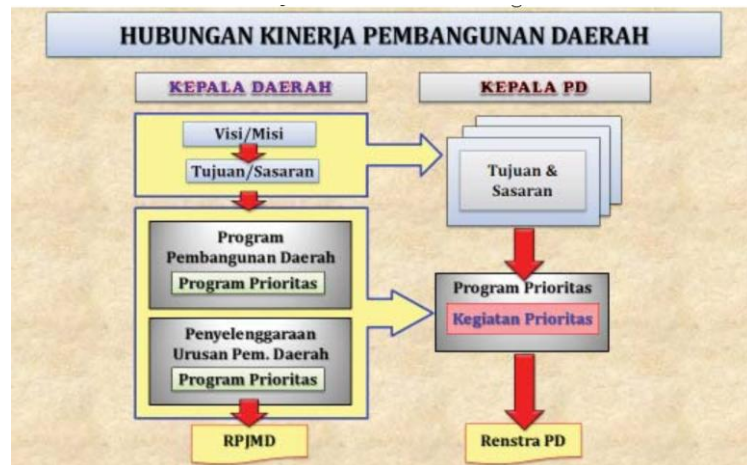 HUBUNGAN KINERJA PEMBANGUNAN DAERAH
KEPALA DAERAH
Visi/Misi
Tujuan/Sasaran
Program
Pembangunan Daerah
Program Prioritas
Penyelenggaraan
Urusan Pem. Daerah
Program Prioritas
RPJMD
KEPALA PD
Tujuan &
Sasaran
Program Prioritas
Kegiatan Prioritas
Renstra PD